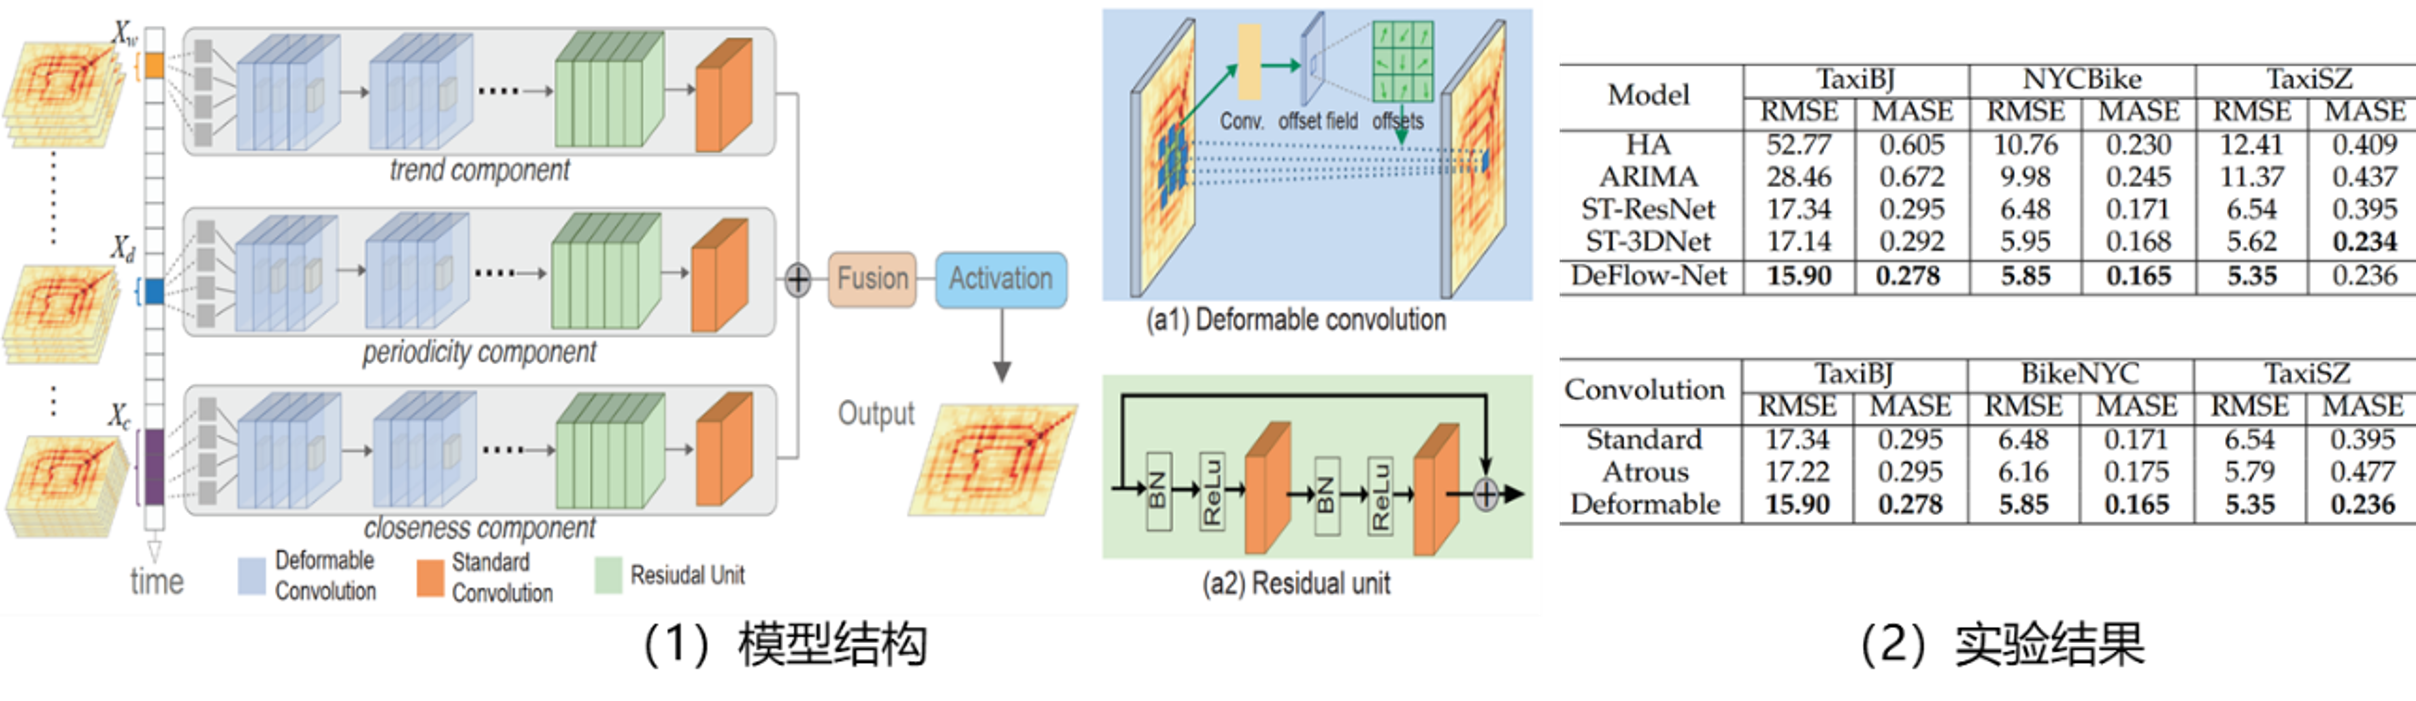 X_w
trend component
X_d
periodicity component
X_c
closeness component
time
Deformable Convolution
Standard Convolution
Resiudal Unit
Fusion
Activation
Output
Conv. offset field offsets
(a1) Deformable convolution
BN ReLu BN ReLu
(a2) Residual unit
(1) 模型结构
Model TaxiBJ NYCBike TaxiSZ
RMSE MASE RMSE MASE RMSE MASE
HA 52.77 0.605 10.76 0.230 12.41 0.409
ARIMA 28.46 0.672 9.98 0.245 11.37 0.437
ST-ResNet 17.34 0.295 6.48 0.171 6.54 0.395
ST-3DNet 17.14 0.292 5.95 0.168 5.62 0.234
DeFlow-Net 15.90 0.278 5.85 0.165 5.35 0.236
Convolution TaxiBJ BikeNYC TaxiSZ
RMSE MASE RMSE MASE RMSE MASE
Standard 17.34 0.295 6.48 0.171 6.54 0.395
Atrous 17.22 0.295 6.16 0.175 5.79 0.477
Deformable 15.90 0.278 5.85 0.165 5.35 0.236
(2) 实验结果